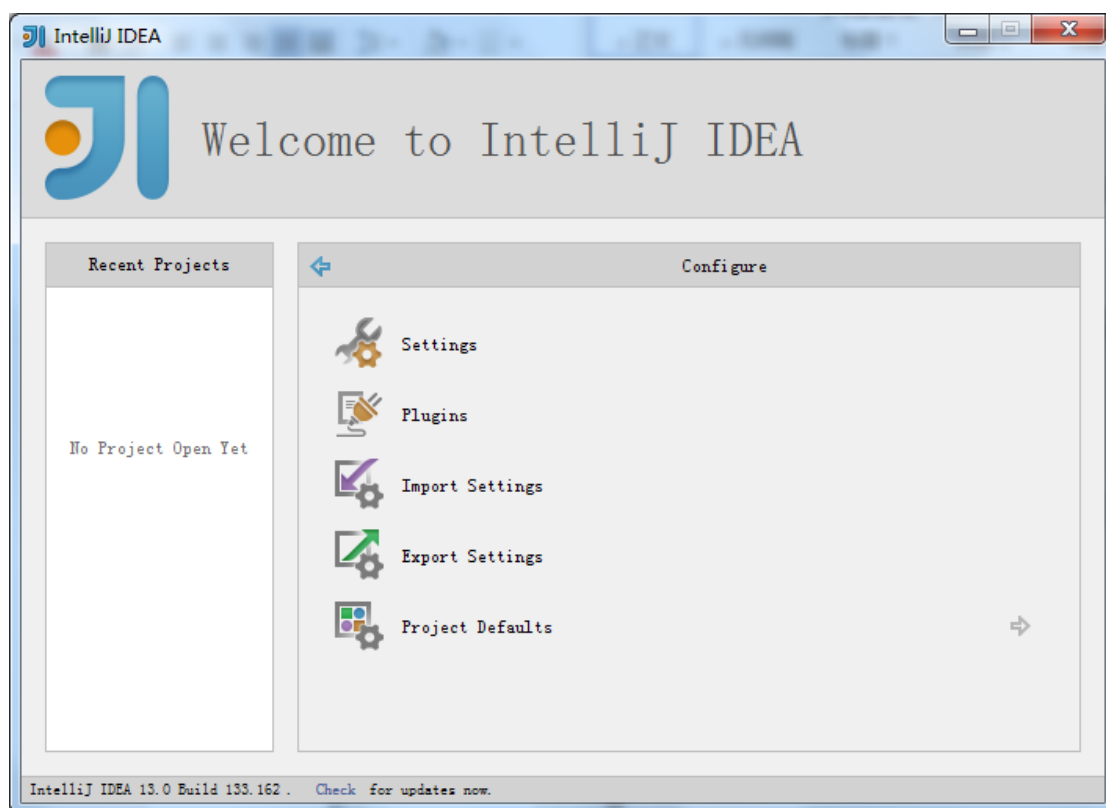 IntelliJ IDEA
Welcome to IntelliJ IDEA
Recent Projects
Configure
Settings
Plugins
No Project Open Yet
Import Settings
Export Settings
Project Defaults
IntelliJ IDEA 13.0 Build 133.162 . Check for updates now.